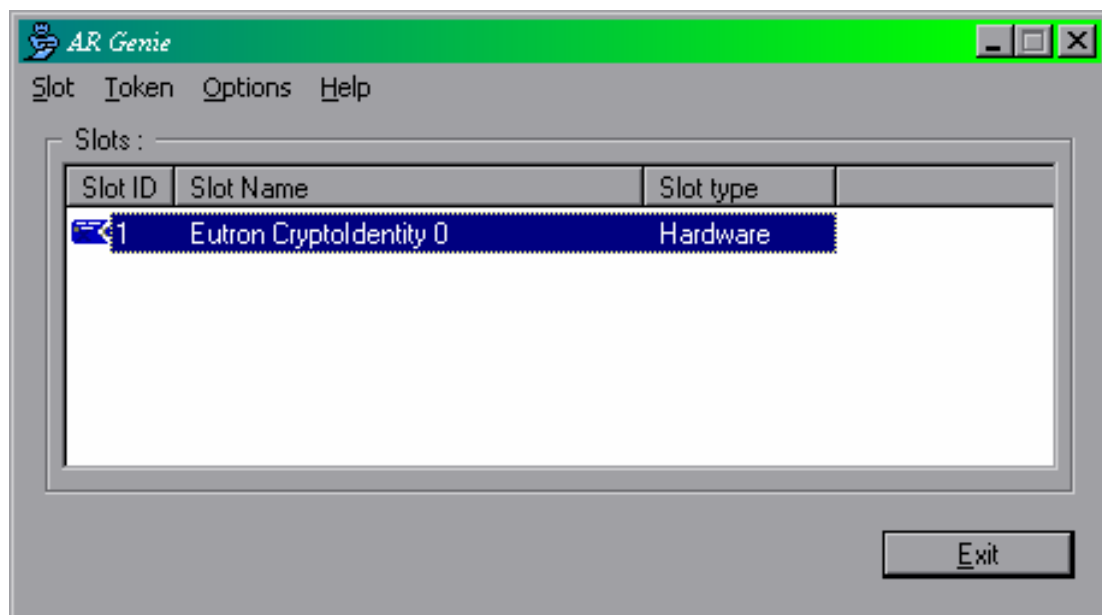 AR Genie
Slot Token Options Help
Slots :
Slot ID Slot Name Slot type
1 Eutron CryptoIdentity 0 Hardware
Exit